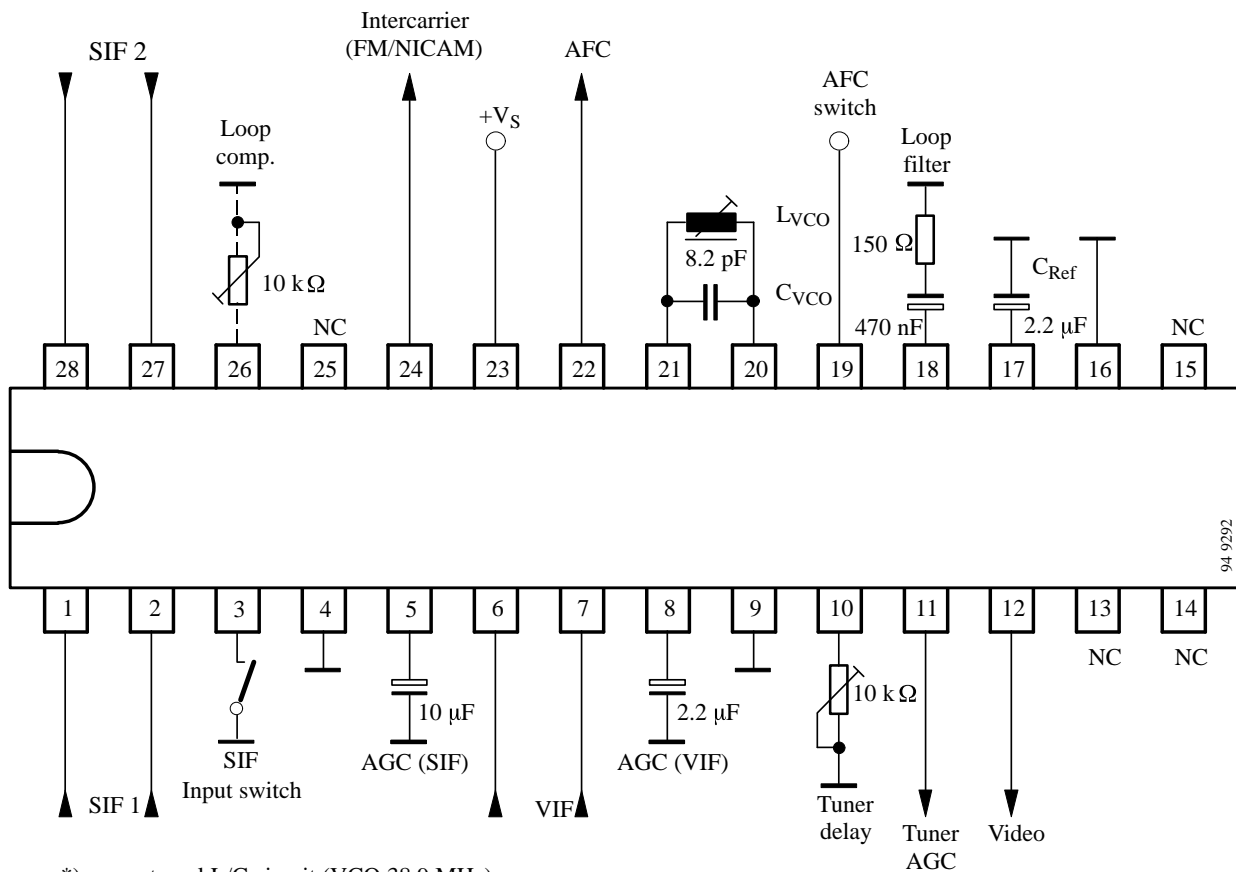 Intercarrier
(FM/NICAM)
AFC
SIF 2
AFC
switch
+VS
Loop
comp.
Loop
filter
LVCO
150 Ω
8.2 pF
CRef
10 k Ω
CVCO
NC
470 nF
2.2 µF
NC
28 27 26 25 24 23 22 21 20 19 18 17 16 15
94 9292
1 2 3 4 5 6 7 8 9 10 11 12 13 14
NC NC
10 k Ω
10 µF
2.2 µF
SIF
Input switch
AGC (SIF)
AGC (VIF)
SIF 1
VIF
Tuner
delay
Tuner
AGC
Video